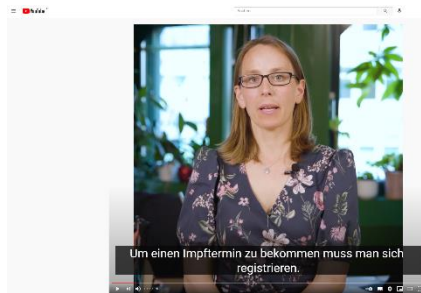 YouTube
Um einen Impftermin zu bekommen muss man sich
registrieren.